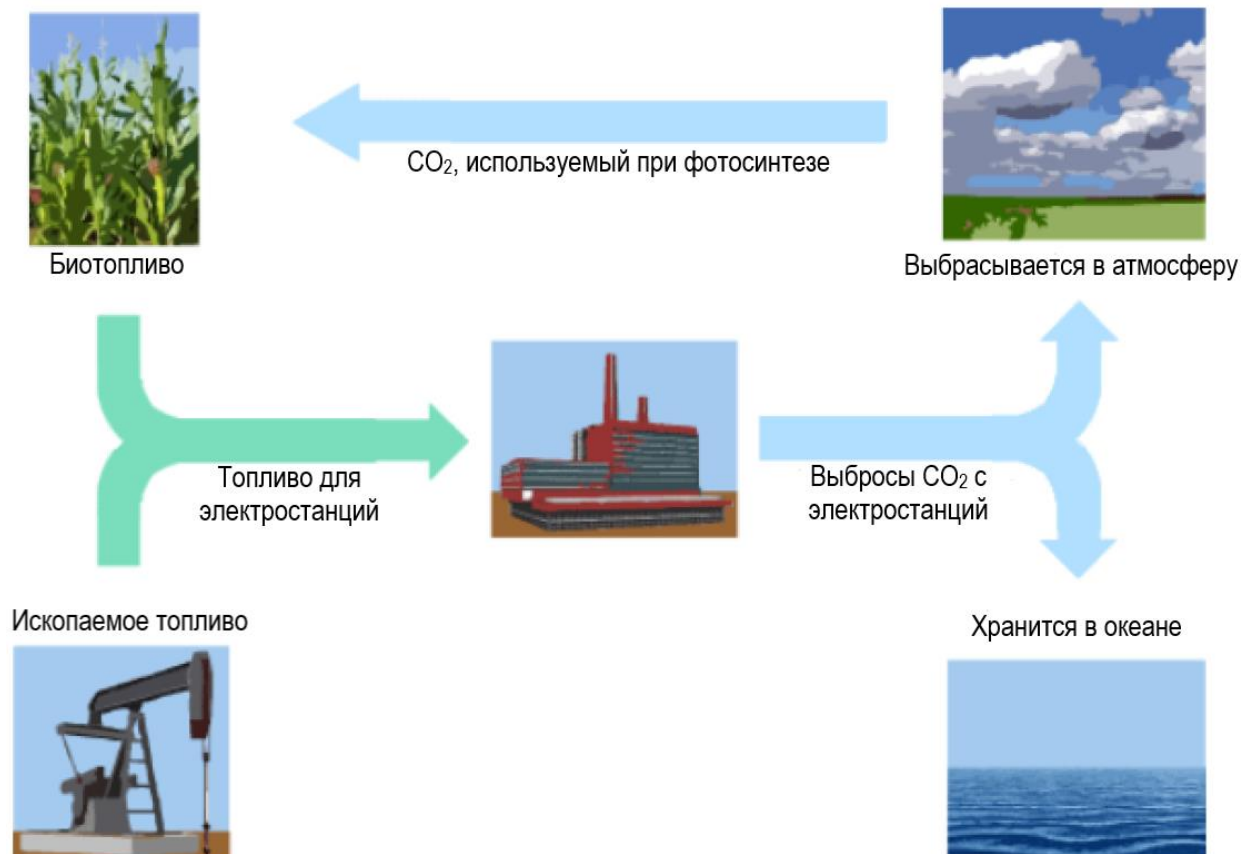 CO₂, используемый при фотосинтезе
Биотопливо
Выбрасывается в атмосферу
Топливо для
электростанций
Выбросы CO₂ с
электростанций
Ископаемое топливо
Хранится в океане